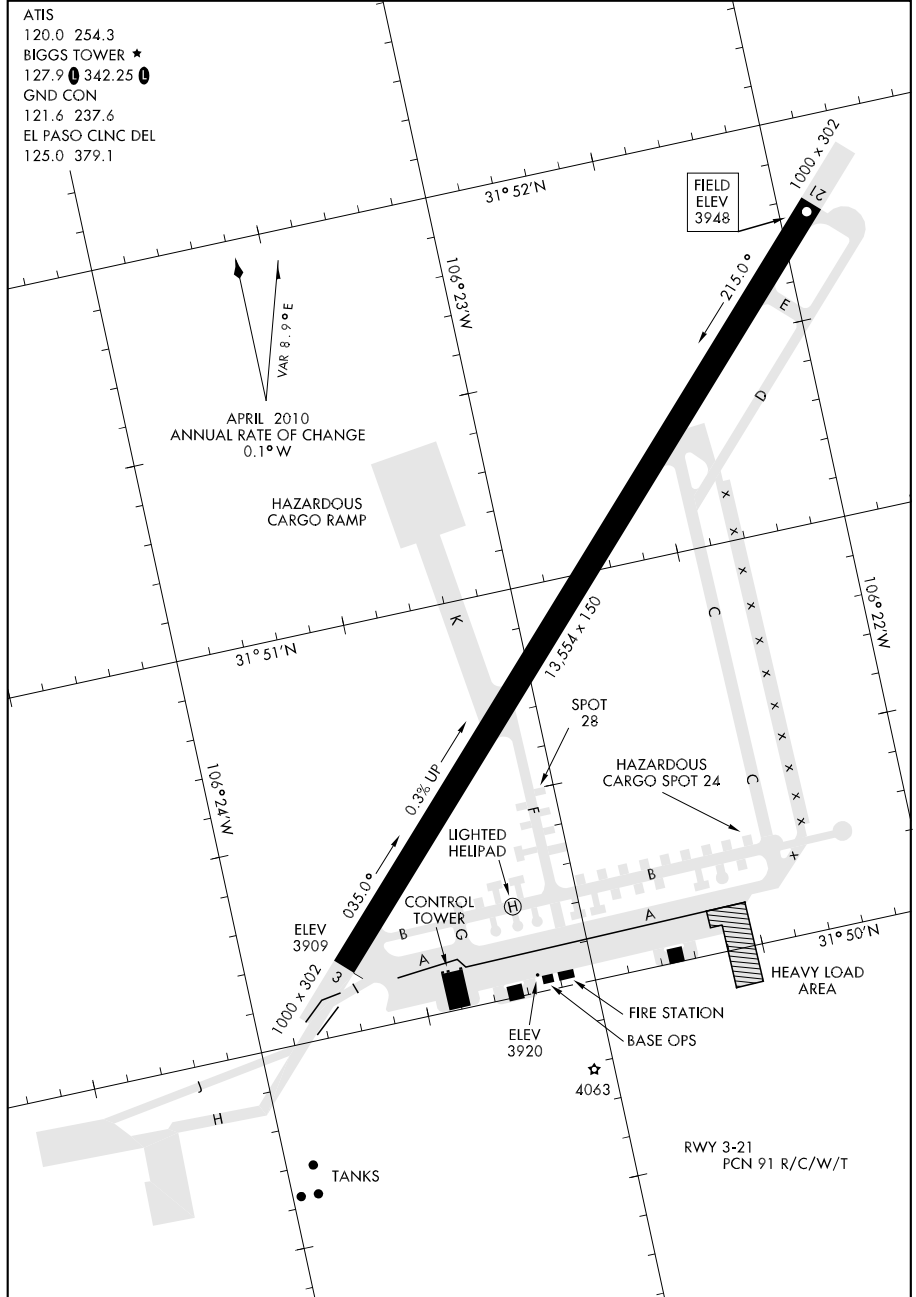 ATIS
120.0 254.3
BIGGS TOWER ★
127.9 Ⓛ 342.25 Ⓛ
GND CON
121.6 237.6
EL PASO CLNC DEL
125.0 379.1
31°52'N
1000 x 302
21
FIELD
ELEV
3948
106°23'W
215.0°
E
VAR 8.9°E
D
APRIL 2010
ANNUAL RATE OF CHANGE
0.1°W
HAZARDOUS
CARGO RAMP
x x x x x x x x x x x x
K
13,554 x 150
C
106°22'W
31°51'N
SPOT
28
0.3% UP
HAZARDOUS
CARGO SPOT 24
C
106°24'W
F
LIGHTED
HELIPAD
035.0°
B
H
CONTROL
TOWER
A
ELEV
3909
B
G
A
31°50'N
3
I
1000 x 302
HEAVY LOAD
AREA
FIRE STATION
BASE OPS
ELEV
3920
4063
J
H
RWY 3-21
PCN 91 R/C/W/T
TANKS